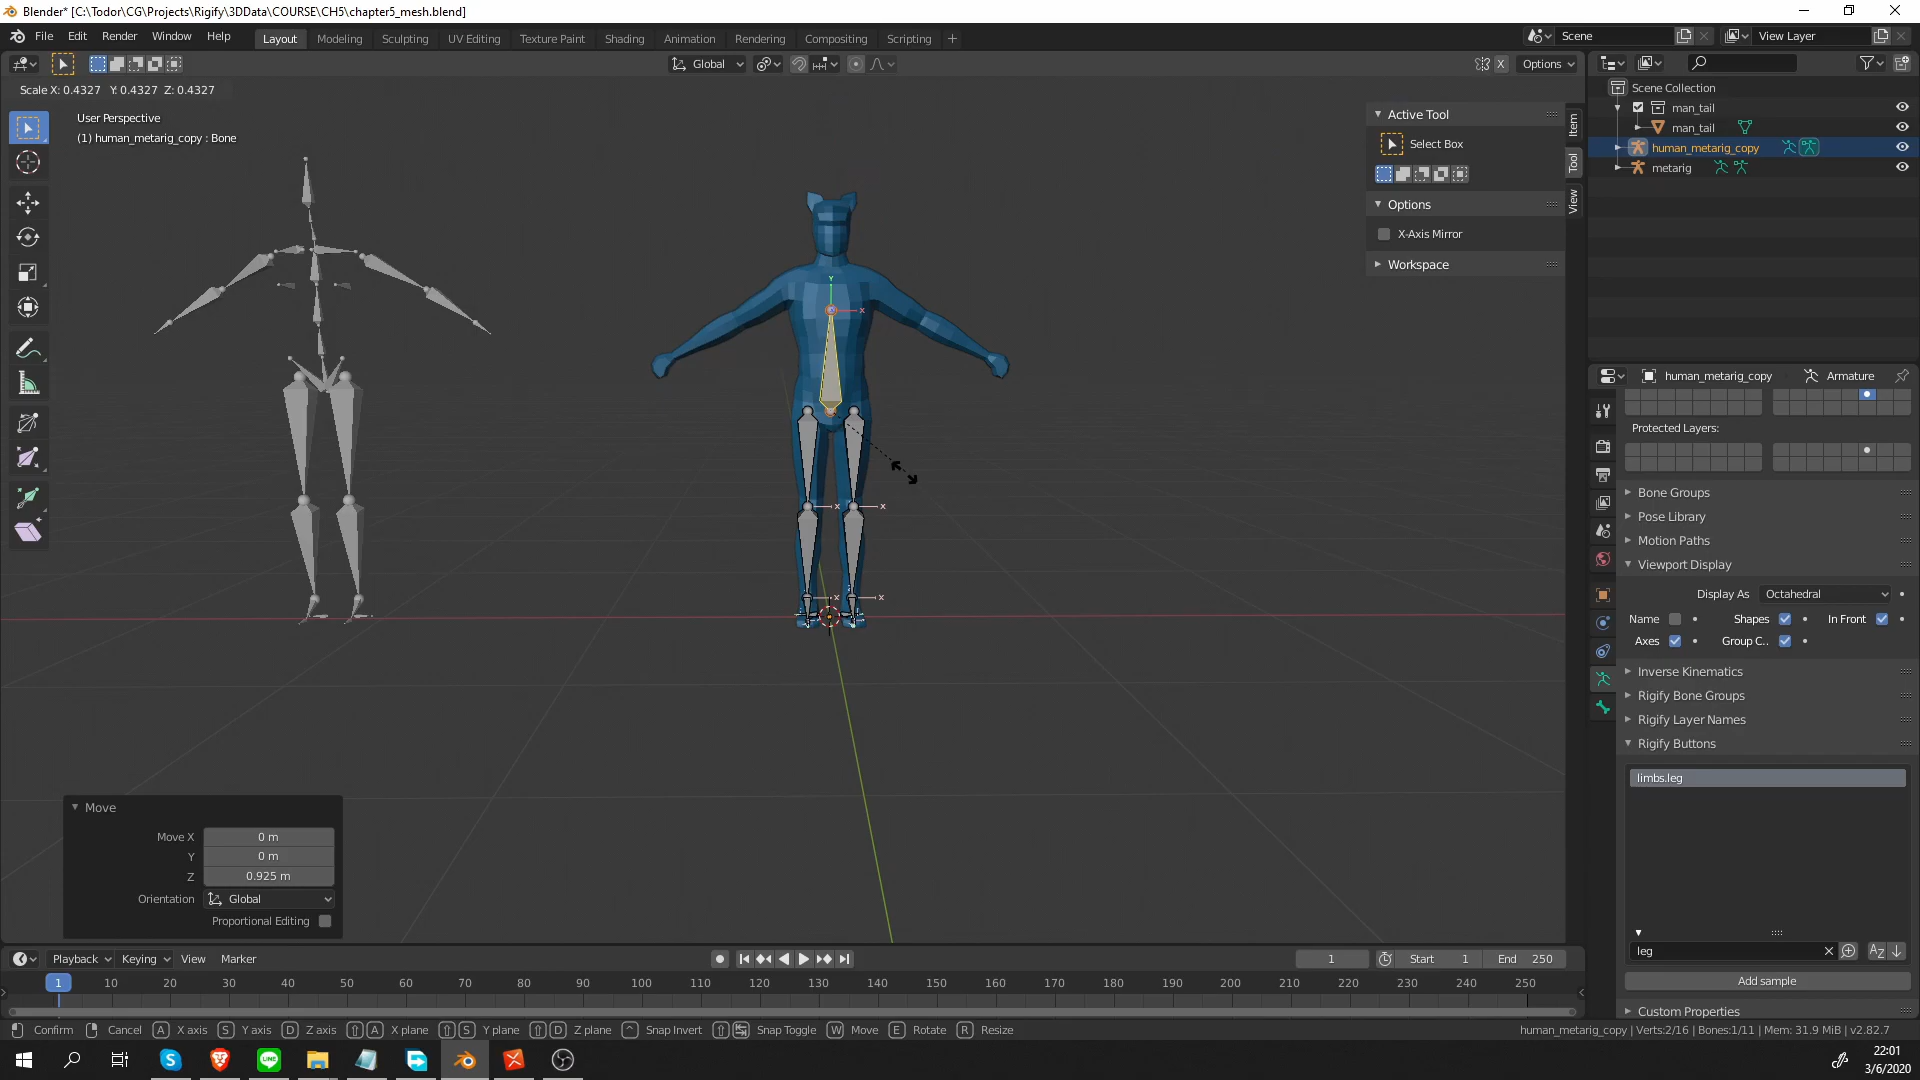 Blender* [C:\Todor\CG\Projects\Rigify\3DData\COURSE\CH5\chapter5_mesh.blend]
File Edit Render Window Help
Layout Modeling Sculpting UV Editing Texture Paint Shading Animation Rendering Compositing Scripting +
Scene
View Layer
Global
X
Options
Scale X: 0.4327 Y: 0.4327 Z: 0.4327
User Perspective
(1) human_metarig_copy : Bone
Active Tool
Select Box
Options
X-Axis Mirror
Workspace
Item
Tool
View
Scene Collection
man_tail
man_tail
human_metarig_copy
metarig
Y
x
x
x
x
x
human_metarig_copy
Armature
Protected Layers:
Bone Groups
Pose Library
Motion Paths
Viewport Display
Display As Octahedral
Name Shapes In Front
Axes Group C..
Inverse Kinematics
Rigify Bone Groups
Rigify Layer Names
Rigify Buttons
limbs.leg
leg
Add sample
Custom Properties
Move
Move X 0 m
Y 0 m
Z 0.925 m
Orientation Global
Proportional Editing
Playback Keying View Marker
1
Start 1
End 250
1 10 20 30 40 50 60 70 80 90 100 110 120 130 140 150 160 170 180 190 200 210 220 230 240 250
Confirm Cancel A X axis S Y axis D Z axis A X plane S Y plane D Z plane ^ Snap Invert Snap Toggle W Move E Rotate R Resize
human_metarig_copy | Verts:2/16 | Bones:1/11 | Mem: 31.9 MiB | v2.82.7
LINE
22:01
3/6/2020